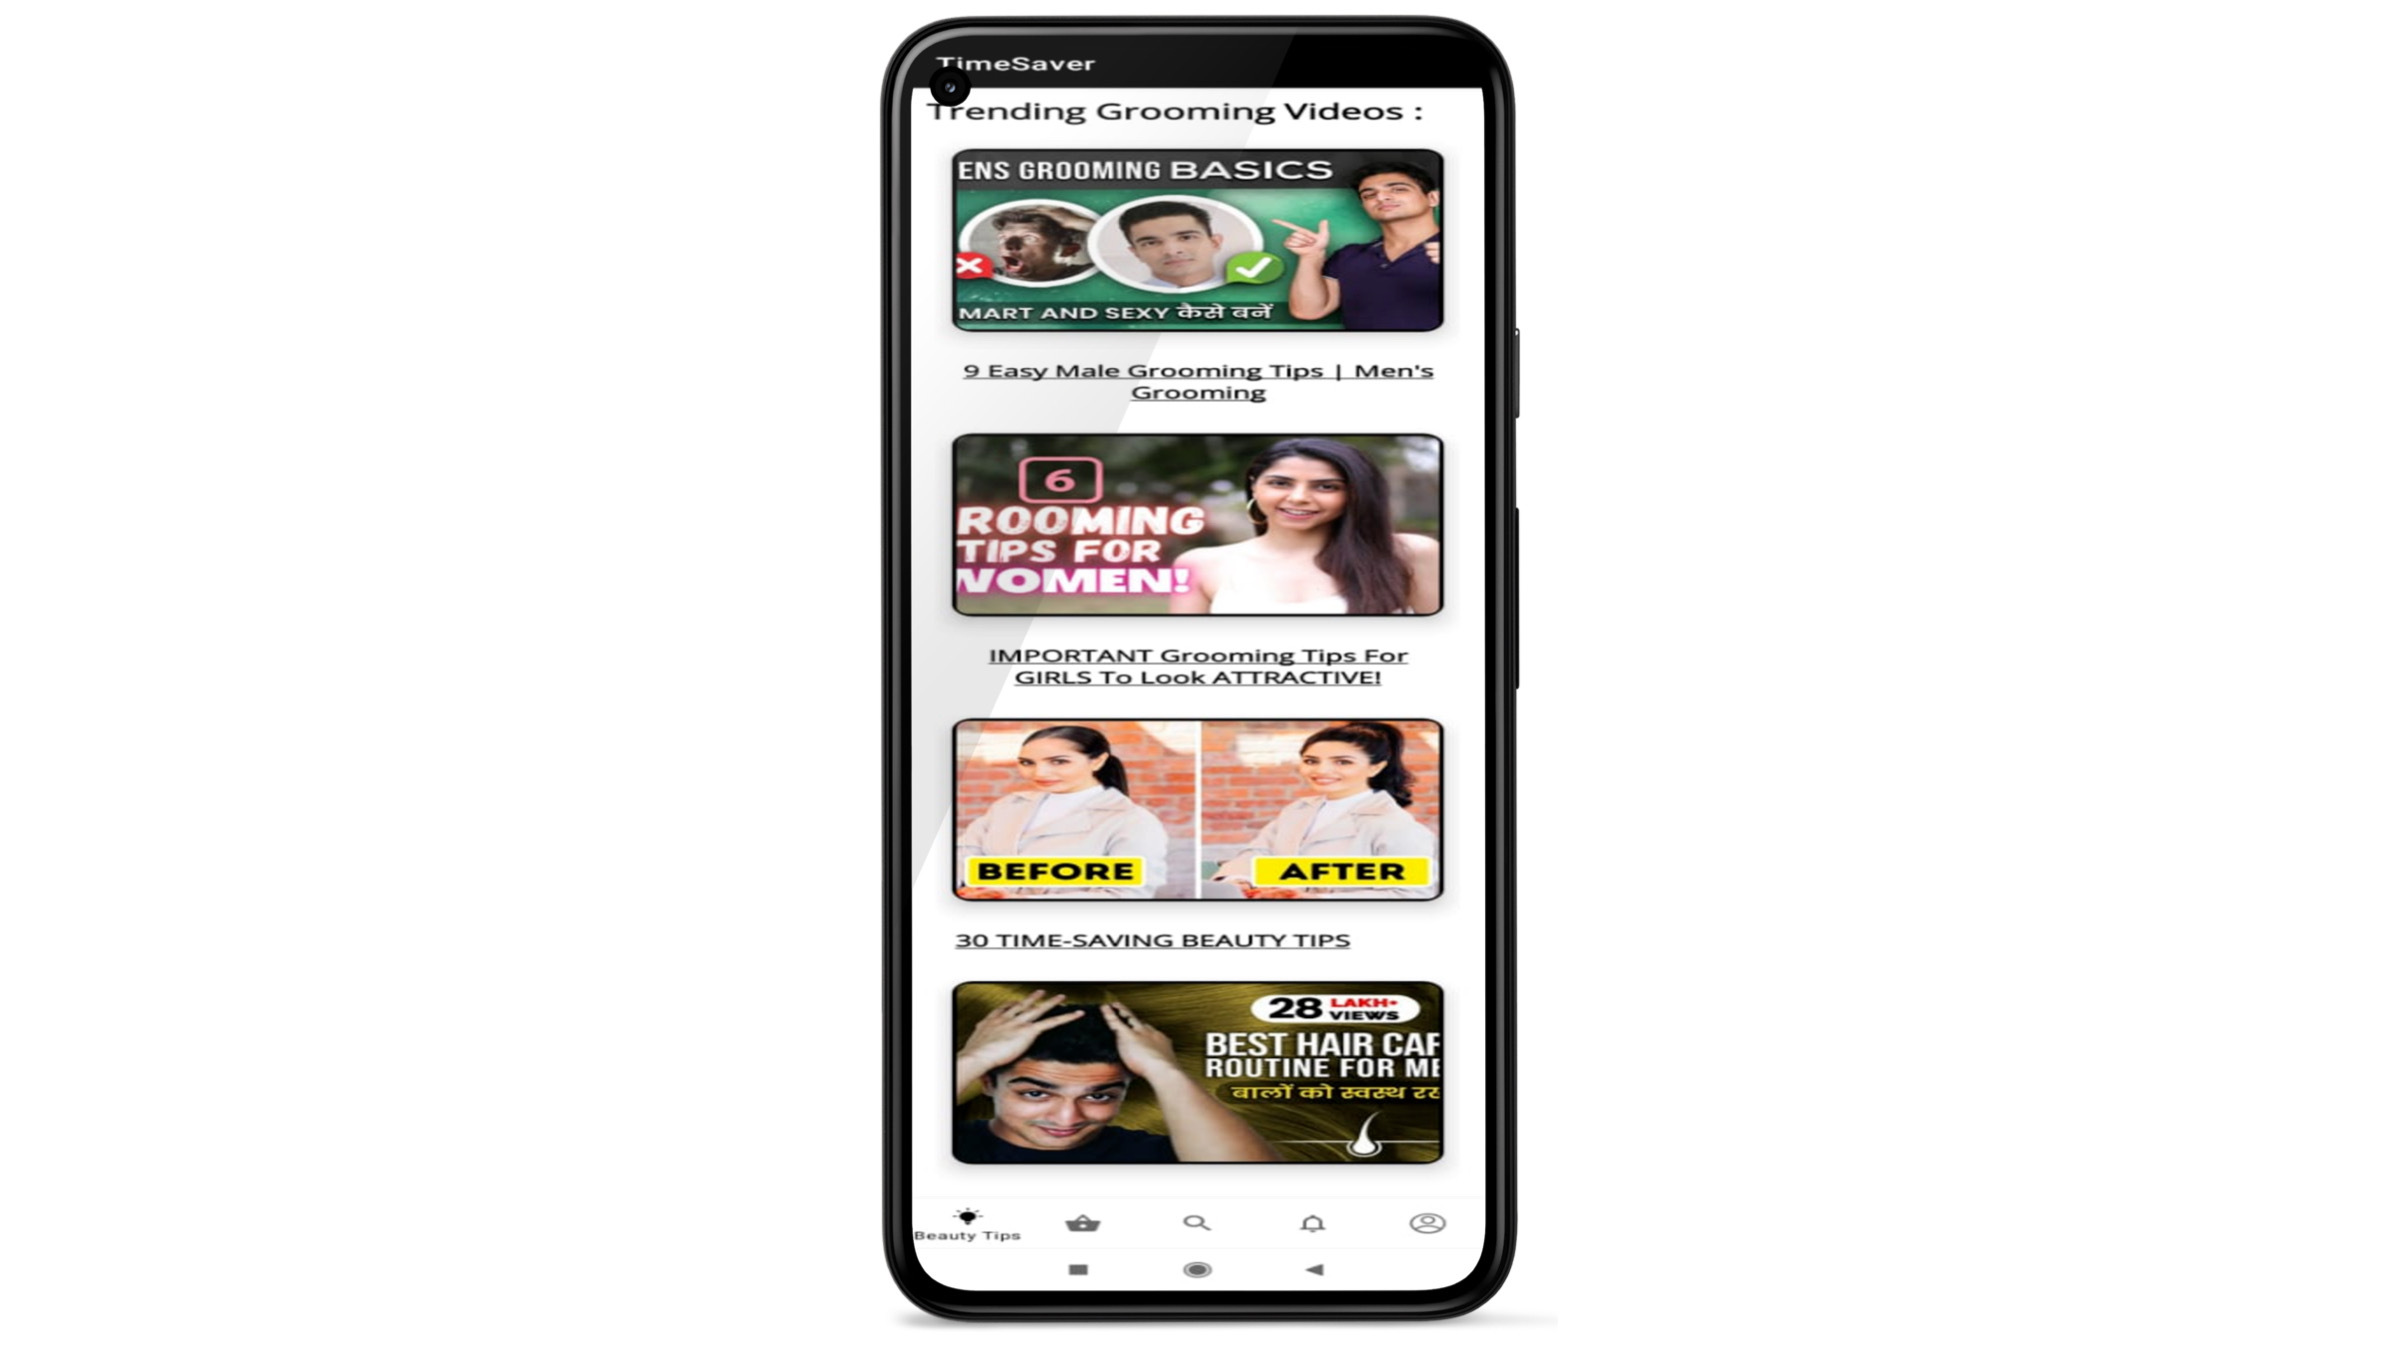 TimeSaver
Trending Grooming Videos :
ENS GROOMING BASICS
MART AND SEXY कैसे बनें
9 Easy Male Grooming Tips | Men's
Grooming
6
ROOMING
TIPS FOR
WOMEN!
IMPORTANT Grooming Tips For
GIRLS To Look ATTRACTIVE!
BEFORE
AFTER
30 TIME-SAVING BEAUTY TIPS
28 LAKH+
VIEWS
BEST HAIR CAR
ROUTINE FOR ME
बालों को स्वस्थ रख
Beauty Tips